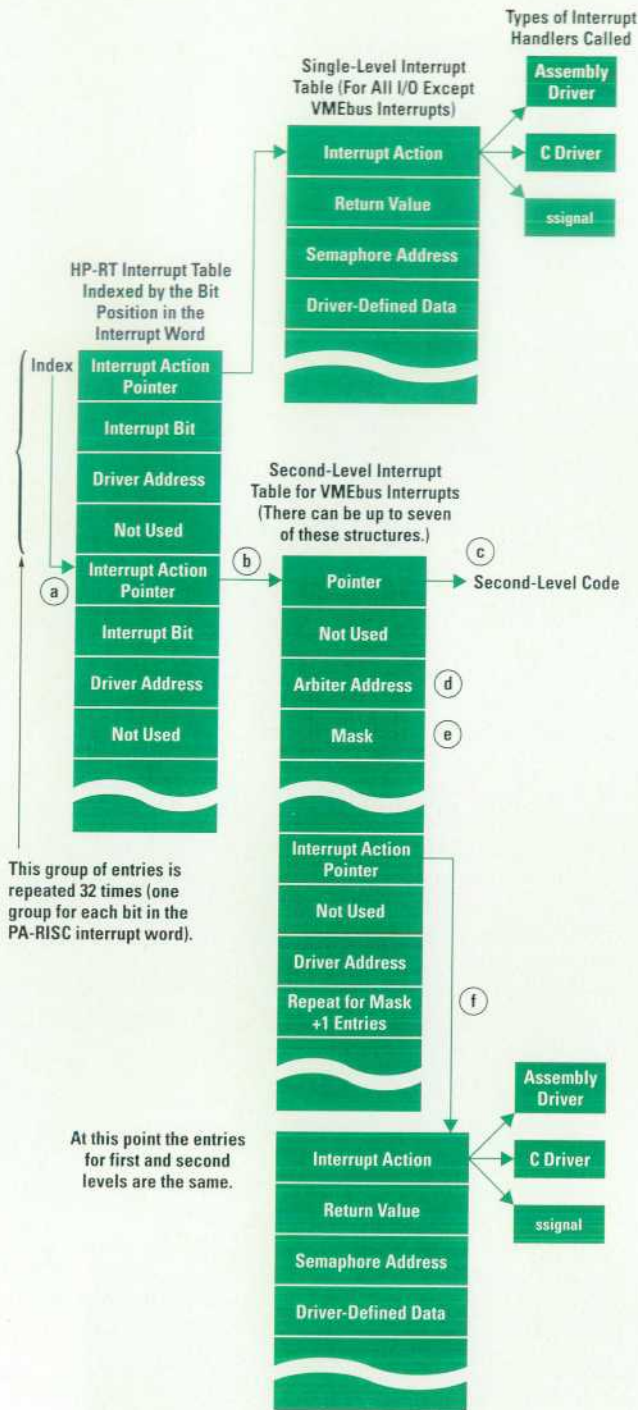 Types of Interrupt
Handlers Called
Assembly
Driver
C Driver
ssignal
Single-Level Interrupt
Table (For All I/O Except
VMEbus Interrupts)
Interrupt Action
Return Value
Semaphore Address
Driver-Defined Data
HP-RT Interrupt Table
Indexed by the Bit
Position in the
Interrupt Word
Index
Interrupt Action
Pointer
Interrupt Bit
Driver Address
Not Used
a
Interrupt Action
Pointer
Interrupt Bit
Driver Address
Not Used
This group of entries is
repeated 32 times (one
group for each bit in the
PA-RISC interrupt word).
Second-Level Interrupt
Table for VMEbus Interrupts
(There can be up to seven
of these structures.)
b
Pointer
c
Second-Level Code
Not Used
Arbiter Address
d
Mask
e
Interrupt Action
Pointer
Not Used
Driver Address
Repeat for Mask
+1 Entries
f
At this point the entries
for first and second
levels are the same.
Interrupt Action
Return Value
Semaphore Address
Driver-Defined Data
Assembly
Driver
C Driver
ssignal